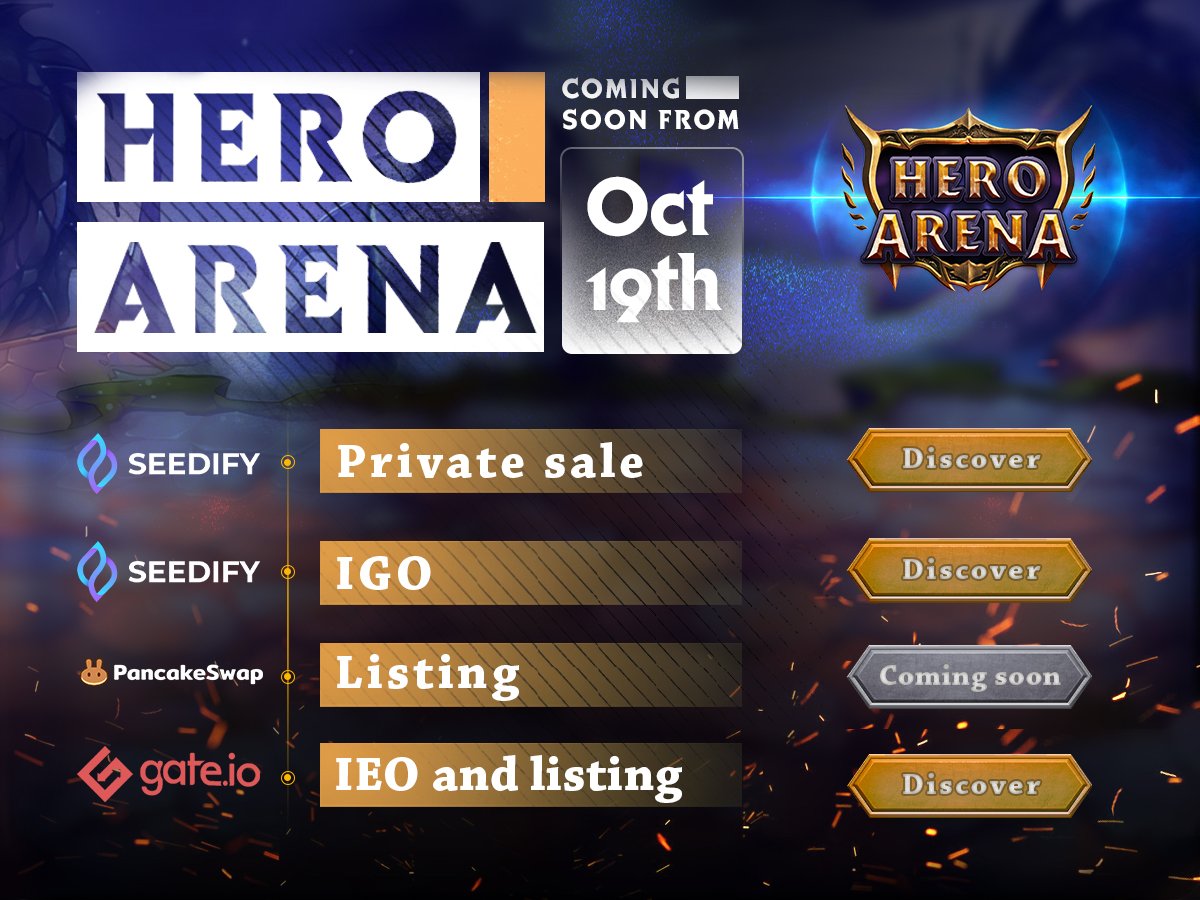 HERO
ARENA
COMING
SOON FROM
Oct
19th
HERO
ARENA
SEEDIFY
Private sale
Discover
SEEDIFY
IGO
Discover
PancakeSwap
Listing
Coming soon
gate.io
IEO and listing
Discover